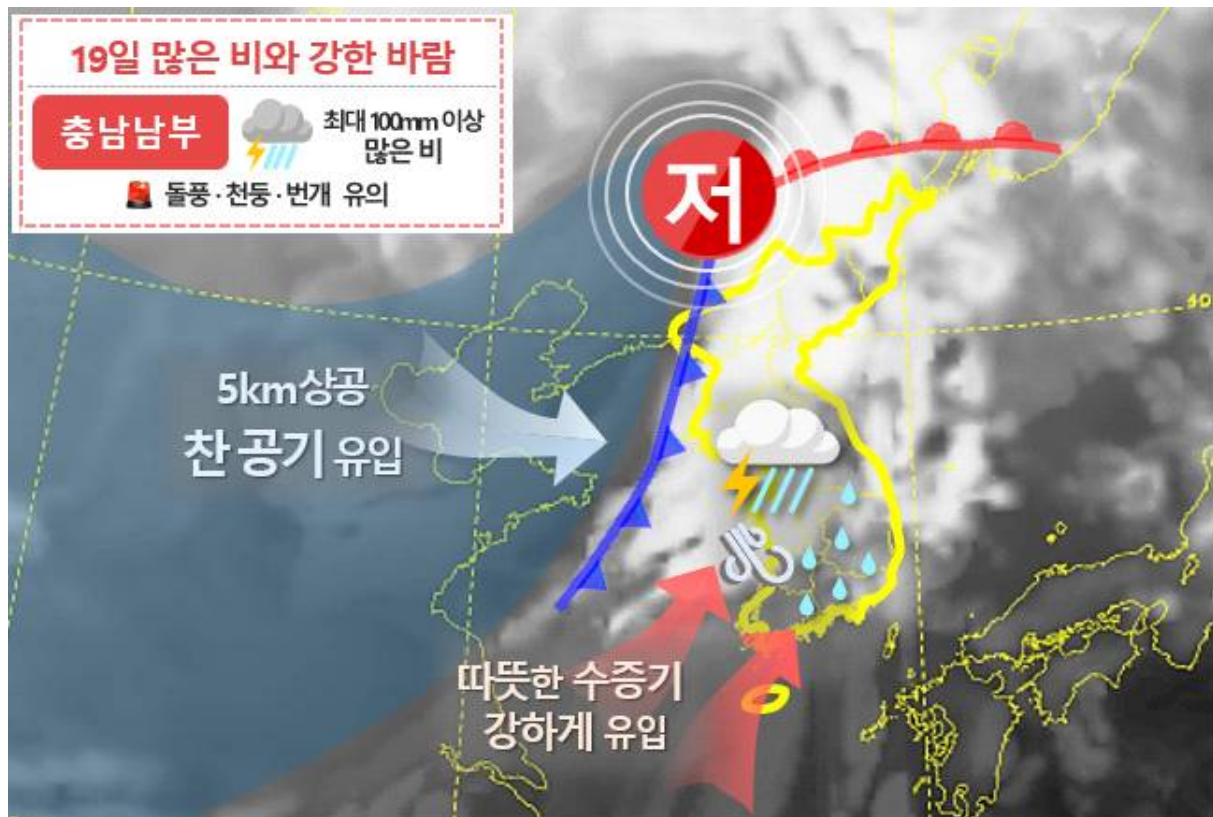 19일 많은 비와 강한 바람
충남남부
최대 100mm 이상
많은 비
돌풍·천둥·번개 유의
저
40
5km상공
찬 공기 유입
따뜻한 수증기
강하게 유입